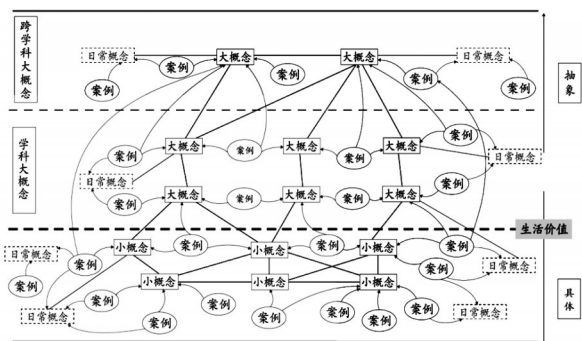 跨学科大概念
日常概念 大概念 大概念 日常概念
案例 案例 案例
案例 案例
抽象
学科大概念
案例
大概念 案例 大概念 大概念
案例 案例 日常概念
日常概念 案例
大概念 案例 大概念 案例 大概念
案例
生活价值
小概念 案例 小概念 案例 小概念 案例
日常概念 案例 案例 日常概念
案例 小概念 小概念 小概念
具体
案例 案例 案例 案例 日常概念
日常概念 案例 案例 案例